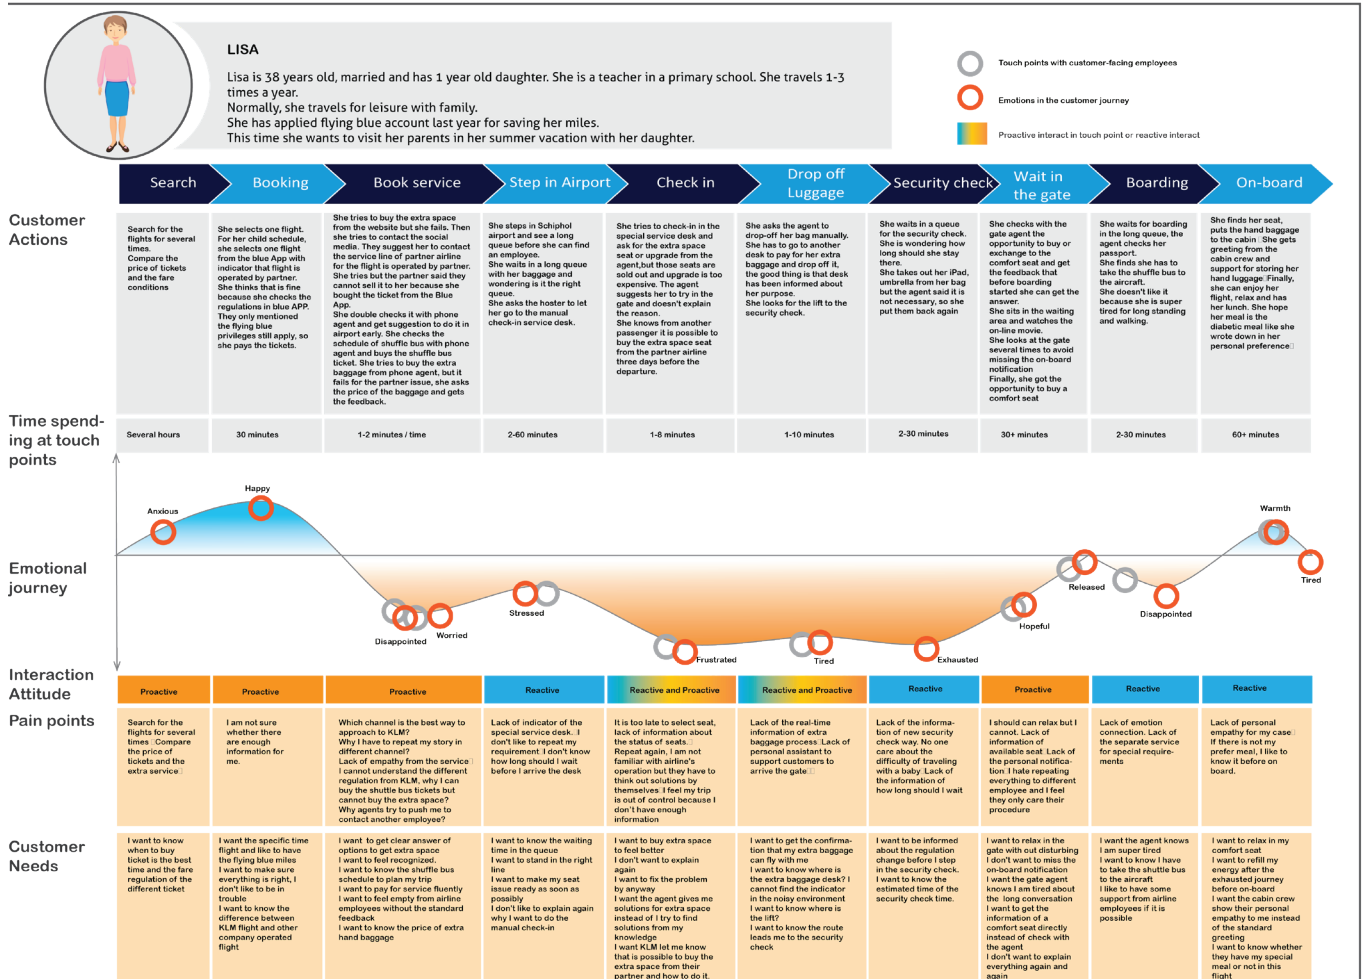 LISA
Lisa is 38 years old, married and has 1 year old daughter. She is a teacher in a primary school. She travels 1-3
times a year.
Normally, she travels for leisure with family.
She has applied flying blue account last year for saving her miles.
This time she wants to visit her parents in her summer vacation with her daughter.
Touch points with customer-facing employees
Emotions in the customer journey
Proactive interact in touch point or reactive interact
Search
Booking
Book service
Step in Airport
Check in
Drop off
Luggage
Security check
Wait in
the gate
Boarding
On-board
Customer
Actions
Search for the
flights for several
times.
Compare the
price of tickets
and the fare
conditions
She selects one flight.
For her child schedule,
she selects one flight
from the blue App with
indicator that flight is
operated by partner.
She thinks that is fine
because she checks the
regulations in blue APP.
They only mentioned
the flying blue
privileges still apply, so
she pays the tickets.
She tries to buy the extra space
from the website but she fails. Then
she tries to contact the social
media. They suggest her to contact
the service line of partner airline
for the flight is operated by partner.
She tries but the partner said they
cannot sell it to her because she
bought the ticket from the Blue
App.
She double checks it with phone
agent and get suggestion to do it in
airport early. She checks the
schedule of shuffle bus with phone
agent and buys the shuffle bus
ticket. She tries to buy the extra
baggage from phone agent, but it
fails for the partner issue, she asks
the price of the baggage and gets
the feedback.
She steps in Schiphol
airport and see a long
queue before she can find
an employee.
She waits in a long queue
with her baggage and
wondering is it the right
queue.
She asks the hoster to let
her go to the manual
check-in service desk.
She tries to check-in in the
special service desk and
ask for the extra space
seat or upgrade from the
agent,but those seats are
sold out and upgrade is too
expensive. The agent
suggests her to try in the
gate and doesn't explain
the reason.
She knows from another
passenger it is possible to
buy the extra space seat
from the partner airline
three days before the
departure.
She asks the agent to
drop-off her bag manually.
She has to go to another
desk to pay for her extra
baggage and drop off it,
the good thing is that desk
has been informed about
her purpose.
She looks for the lift to the
security check.
She waits in a queue
for the security check.
She is wondering how
long should she stay
there.
She takes out her iPad,
umbrella from her bag
but the agent said it is
not necessary, so she
put them back again
She checks with the
gate agent the
opportunity to buy or
exchange to the
comfort seat and get
the feedback that
before boarding
started she can get the
answer.
She sits in the waiting
area and watches the
on-line movie.
She looks at the gate
several times to avoid
missing the on-board
notification
Finally, she got the
opportunity to buy a
comfort seat
She waits for boarding
in the long queue, the
agent checks her
passport.
She finds she has to
take the shuffle bus to
the aircraft.
She doesn't like it
because she is super
tired for long standing
and walking.
She finds her seat,
puts the hand baggage
to the cabin□She gets
greeting from the
cabin crew and
support for storing her
hand luggage□Finally,
she can enjoy her
flight, relax and has
her lunch. She hope
her meal is the
diabetic meal like she
wrote down in her
personal preference□
Time spend-
ing at touch
points
Several hours
30 minutes
1-2 minutes / time
2-60 minutes
1-8 minutes
1-10 minutes
2-30 minutes
30+ minutes
2-30 minutes
60+ minutes
Emotional
journey
Anxious
Happy
Disappointed
Worried
Stressed
Frustrated
Tired
Exhausted
Hopeful
Released
Disappointed
Warmth
Tired
Interaction
Attitude
Proactive
Proactive
Proactive
Reactive
Reactive and Proactive
Reactive and Proactive
Reactive
Proactive
Reactive
Reactive
Pain points
Search for the
flights for several
times □Compare
the price of
tickets and the
extra service□
I am not sure
whether there
are enough
information for
me.
Which channel is the best way to
approach to KLM?
Why I have to repeat my story in
different channel?
Lack of empathy from the service□
I cannot understand the different
regulation from KLM, why I can
buy the shuttle bus tickets but
cannot buy the extra space?
Why agents try to push me to
contact another employee?
Lack of indicator of the
special service desk.□I
don't like to repeat my
requirement□I don't know
how long should I wait
before I arrive the desk
It is too late to select seat,
lack of information about
the status of seats.□
Repeat again, I am not
familiar with airline's
operation but they have to
think out solutions by
themselves□I feel my trip
is out of control because I
don't have enough
information
Lack of the real-time
information of extra
baggage process□Lack of
personal assistant to
support customers to
arrive the gate□□
Lack of the informa-
tion of new security
check way. No one
care about the
difficulty of traveling
with a baby□Lack of
the information of
how long should I wait
I should can relax but I
cannot. Lack of
information of
available seat□Lack of
the personal notifica-
tion□I hate repeating
everything to different
employee and I feel
they only care their
procedure
Lack of emotion
connection. Lack of
the separate service
for special require-
ments
Lack of personal
empathy for my case□
If there is not my
prefer meal, I like to
know it before on
board.
Customer
Needs
I want to know
when to buy
ticket is the best
time and the fare
regulation of the
different ticket
I want the specific time
flight and like to have
the flying blue miles
I want to make sure
everything is right, I
don't like to be in
trouble
I want to know the
difference between
KLM flight and other
company operated
flight
I want  to get clear answer of
options to get extra space
I want to feel recognized.
I want to know the shuffle bus
schedule to plan my trip
I want to pay for service fluently
I want to feel empty from airline
employees without the standard
feedback
I want to know the price of extra
hand baggage
I want to know the waiting
time in the queue
I want to stand in the right
line
I want to make my seat
issue ready as soon as
possibly
I don't like to explain again
why I want to do the
manual check-in
I want to buy extra space
to feel better
I don't want to explain
again
I want to fix the problem
by anyway
I want the agent gives me
solutions for extra space
instead of I try to find
solutions from my
knowledge
I want KLM let me know
that is possible to buy the
extra space from their
partner and how to do it.
I want to get the confirma-
tion that my extra baggage
can fly with me
I want to know where is
the extra baggage desk? I
cannot find the indicator
in the noisy environment
I want to know where is
the lift?
I want to know the route
leads me to the security
check
I want to be informed
about the regulation
change before I step
in the security check.
I want to know the
estimated time of the
security check time.
I want to relax in the
gate with out disturbing
I don't want to miss the
on-board notification
I want the gate agent
knows I am tired about
the  long conversation
I want to get the
information of a
comfort seat directly
instead of check with
the agent
I don't want to explain
everything again and
again
I want the agent knows
I am super tired
I want to know I have
to take the shuttle bus
to the aircraft
I like to have some
support from airline
employees if it is
possible
I want to relax in my
comfort seat
I want to refill my
energy after the
exhausted journey
before on-board
I want the cabin crew
show their personal
empathy to me instead
of the standard
greeting
I want to know whether
they have my special
meal or not in this
flight